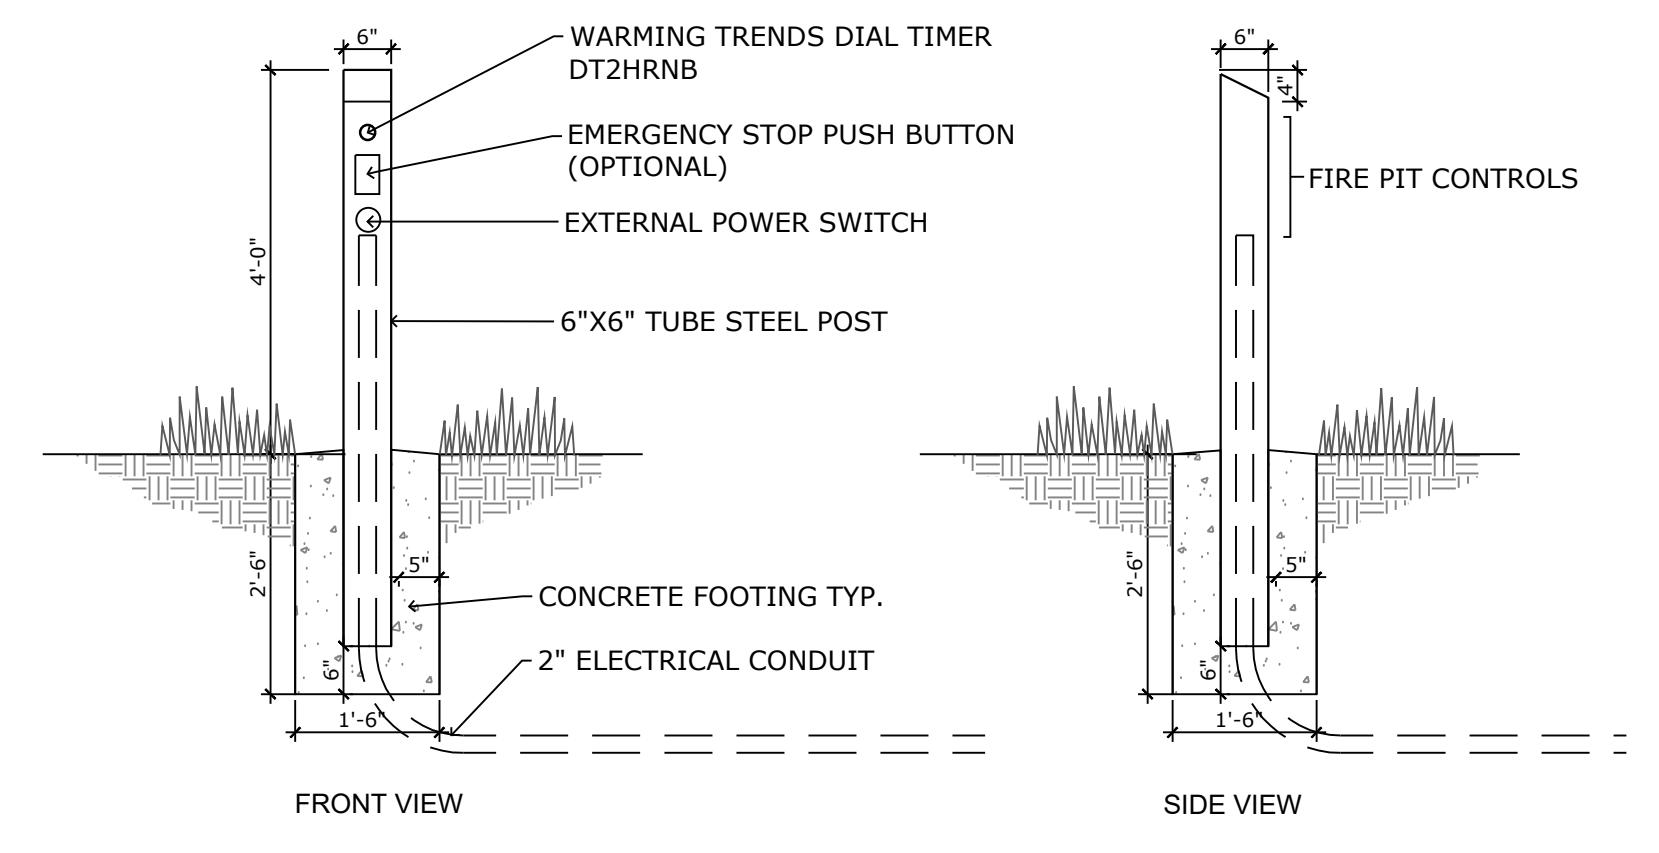 6"
WARMING TRENDS DIAL TIMER
DT2HRNB
EMERGENCY STOP PUSH BUTTON
(OPTIONAL)
EXTERNAL POWER SWITCH
4'-0"
6"X6" TUBE STEEL POST
2'-6"
5"
CONCRETE FOOTING TYP.
6"
2" ELECTRICAL CONDUIT
1'-6"
FRONT VIEW
6"
4"
FIRE PIT CONTROLS
2'-6"
5"
6"
1'-6"
SIDE VIEW